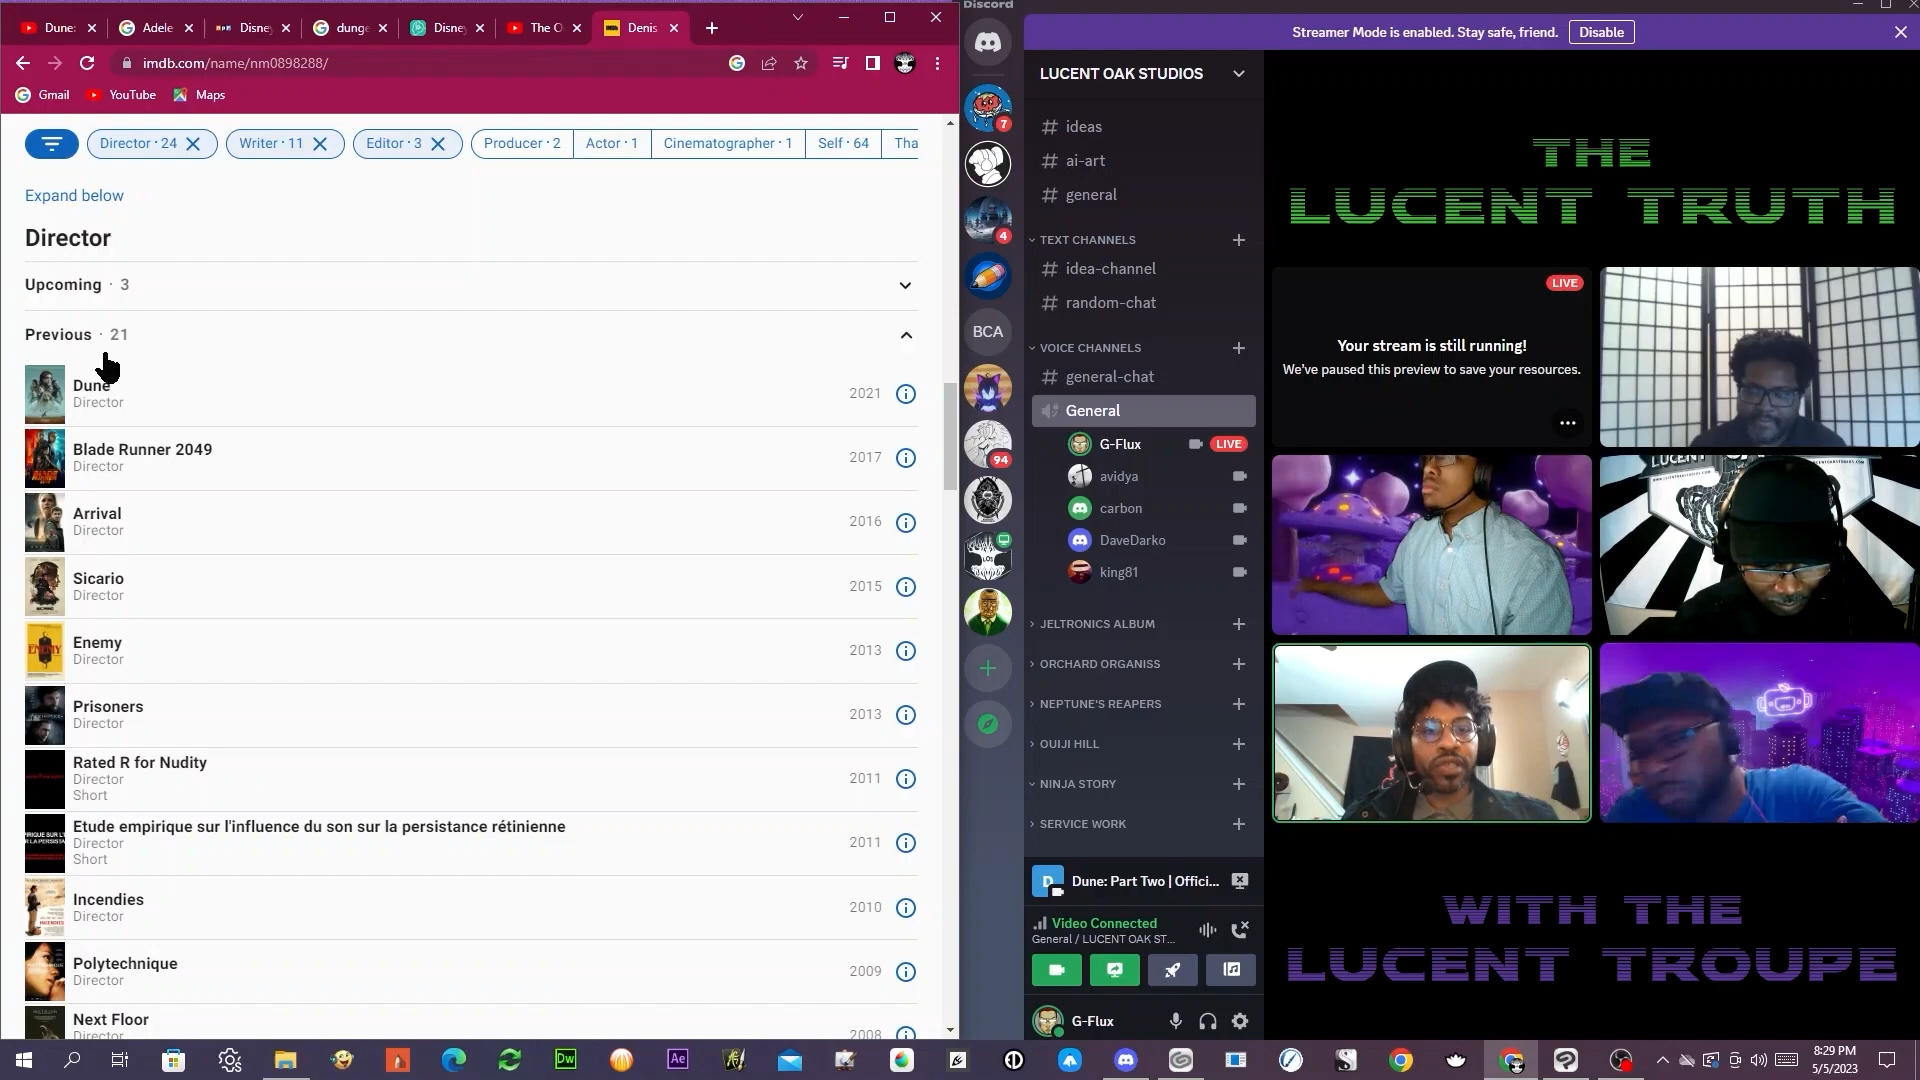 Discord
Dune:
Adele
Disney
dunge
Disney
The O
Denis
imdb.com/name/nm0898288/
Gmail
YouTube
Maps
Director · 24
Writer · 11
Editor · 3
Producer · 2
Actor · 1
Cinematographer · 1
Self · 64
Tha
Expand below
Director
Upcoming · 3
Previous · 21
Dune
Director
2021
Blade Runner 2049
Director
2017
Arrival
Director
2016
Sicario
Director
2015
Enemy
Director
2013
Prisoners
Director
2013
Rated R for Nudity
Director
Short
2011
Etude empirique sur l'influence du son sur la persistance rétinienne
Director
Short
2011
Incendies
Director
2010
Polytechnique
Director
2009
Next Floor
Director
2008
7
4
BCA
94
Streamer Mode is enabled. Stay safe, friend.
Disable
LUCENT OAK STUDIOS
# ideas
# ai-art
# general
TEXT CHANNELS
# idea-channel
# random-chat
VOICE CHANNELS
# general-chat
General
G-Flux
LIVE
avidya
carbon
DaveDarko
king81
JELTRONICS ALBUM
ORCHARD ORGANISS
NEPTUNE'S REAPERS
OUIJI HILL
NINJA STORY
SERVICE WORK
D
Dune: Part Two | Offici...
Video Connected
General / LUCENT OAK ST...
G-Flux
THE
LUCENT TRUTH
LIVE
Your stream is still running!
We've paused this preview to save your resources.
WITH THE
LUCENT TROUPE
Dw
Ae
8:29 PM
5/5/2023